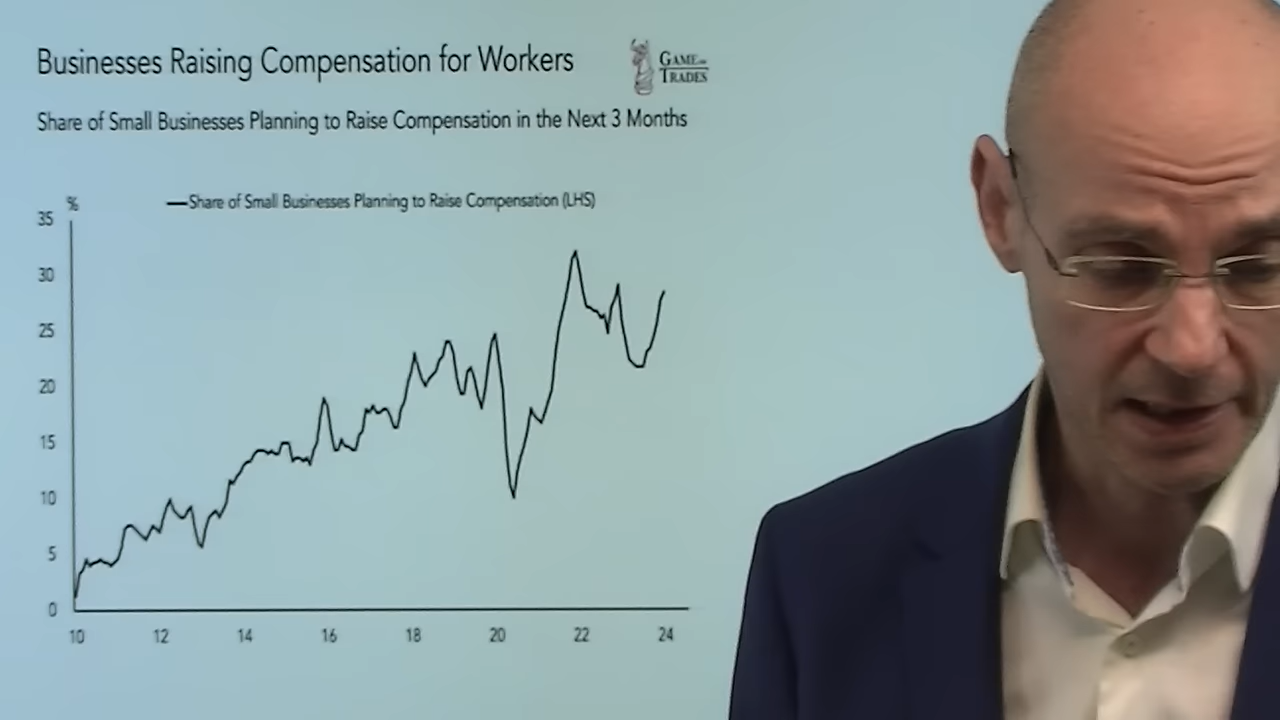 Businesses Raising Compensation for Workers
GAME OF
TRADES
Share of Small Businesses Planning to Raise Compensation in the Next 3 Months
%
Share of Small Businesses Planning to Raise Compensation (LHS)
35
30
25
20
15
10
5
0
10 12 14 16 18 20 22 24